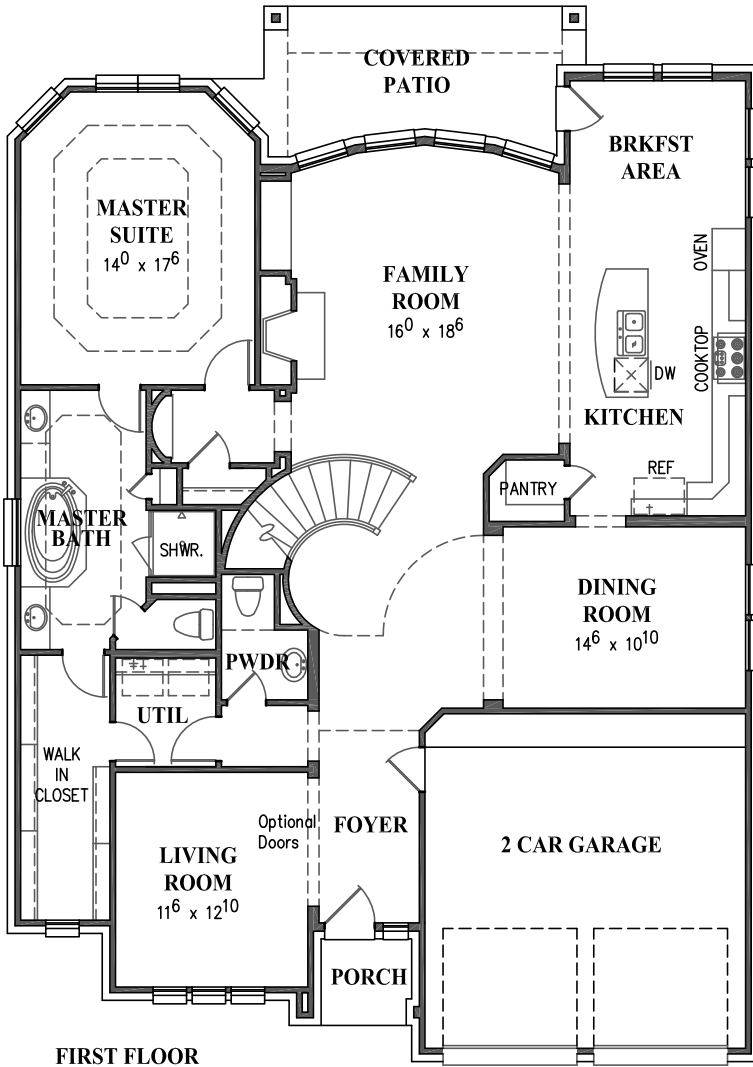 COVERED
PATIO
BRKFST
AREA
MASTER
SUITE
14⁰ x 17⁶
FAMILY
ROOM
16⁰ x 18⁶
OVEN
COOKTOP
DW
KITCHEN
REF
PANTRY
MASTER
BATH
SHWR.
DINING
ROOM
14⁶ x 10¹⁰
PWDR
UTIL
WALK
IN
CLOSET
Optional
Doors
FOYER
2 CAR GARAGE
LIVING
ROOM
11⁶ x 12¹⁰
PORCH
FIRST FLOOR